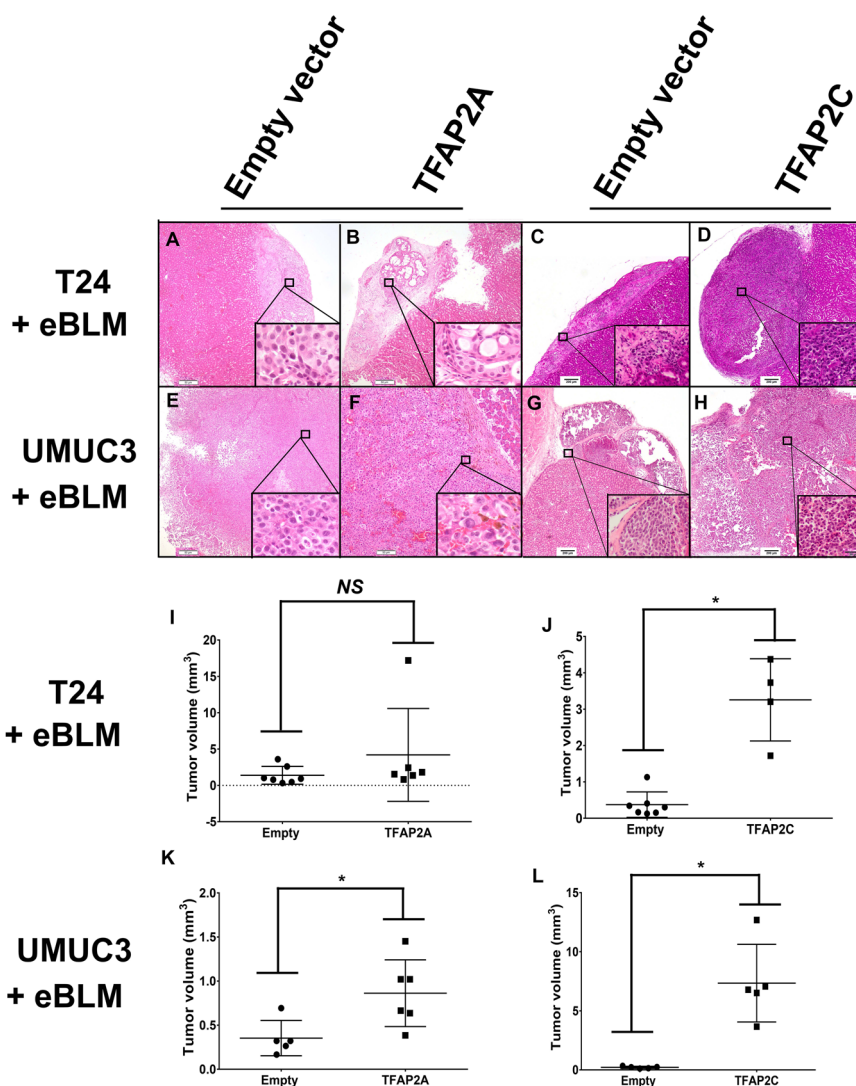 Empty vector
TFAP2A
Empty vector
TFAP2C
T24
+ eBLM
A
B
C
D
UMUC3
+ eBLM
E
F
G
H
T24
+ eBLM
I
NS
Tumor volume (mm3)
20
15
10
5
0
-5
Empty
TFAP2A
J
*
Tumor volume (mm3)
5
4
3
2
1
0
Empty
TFAP2C
UMUC3
+ eBLM
K
*
Tumor volume (mm3)
2.0
1.5
1.0
0.5
0.0
Empty
TFAP2A
L
*
Tumor volume (mm3)
15
10
5
0
Empty
TFAP2C